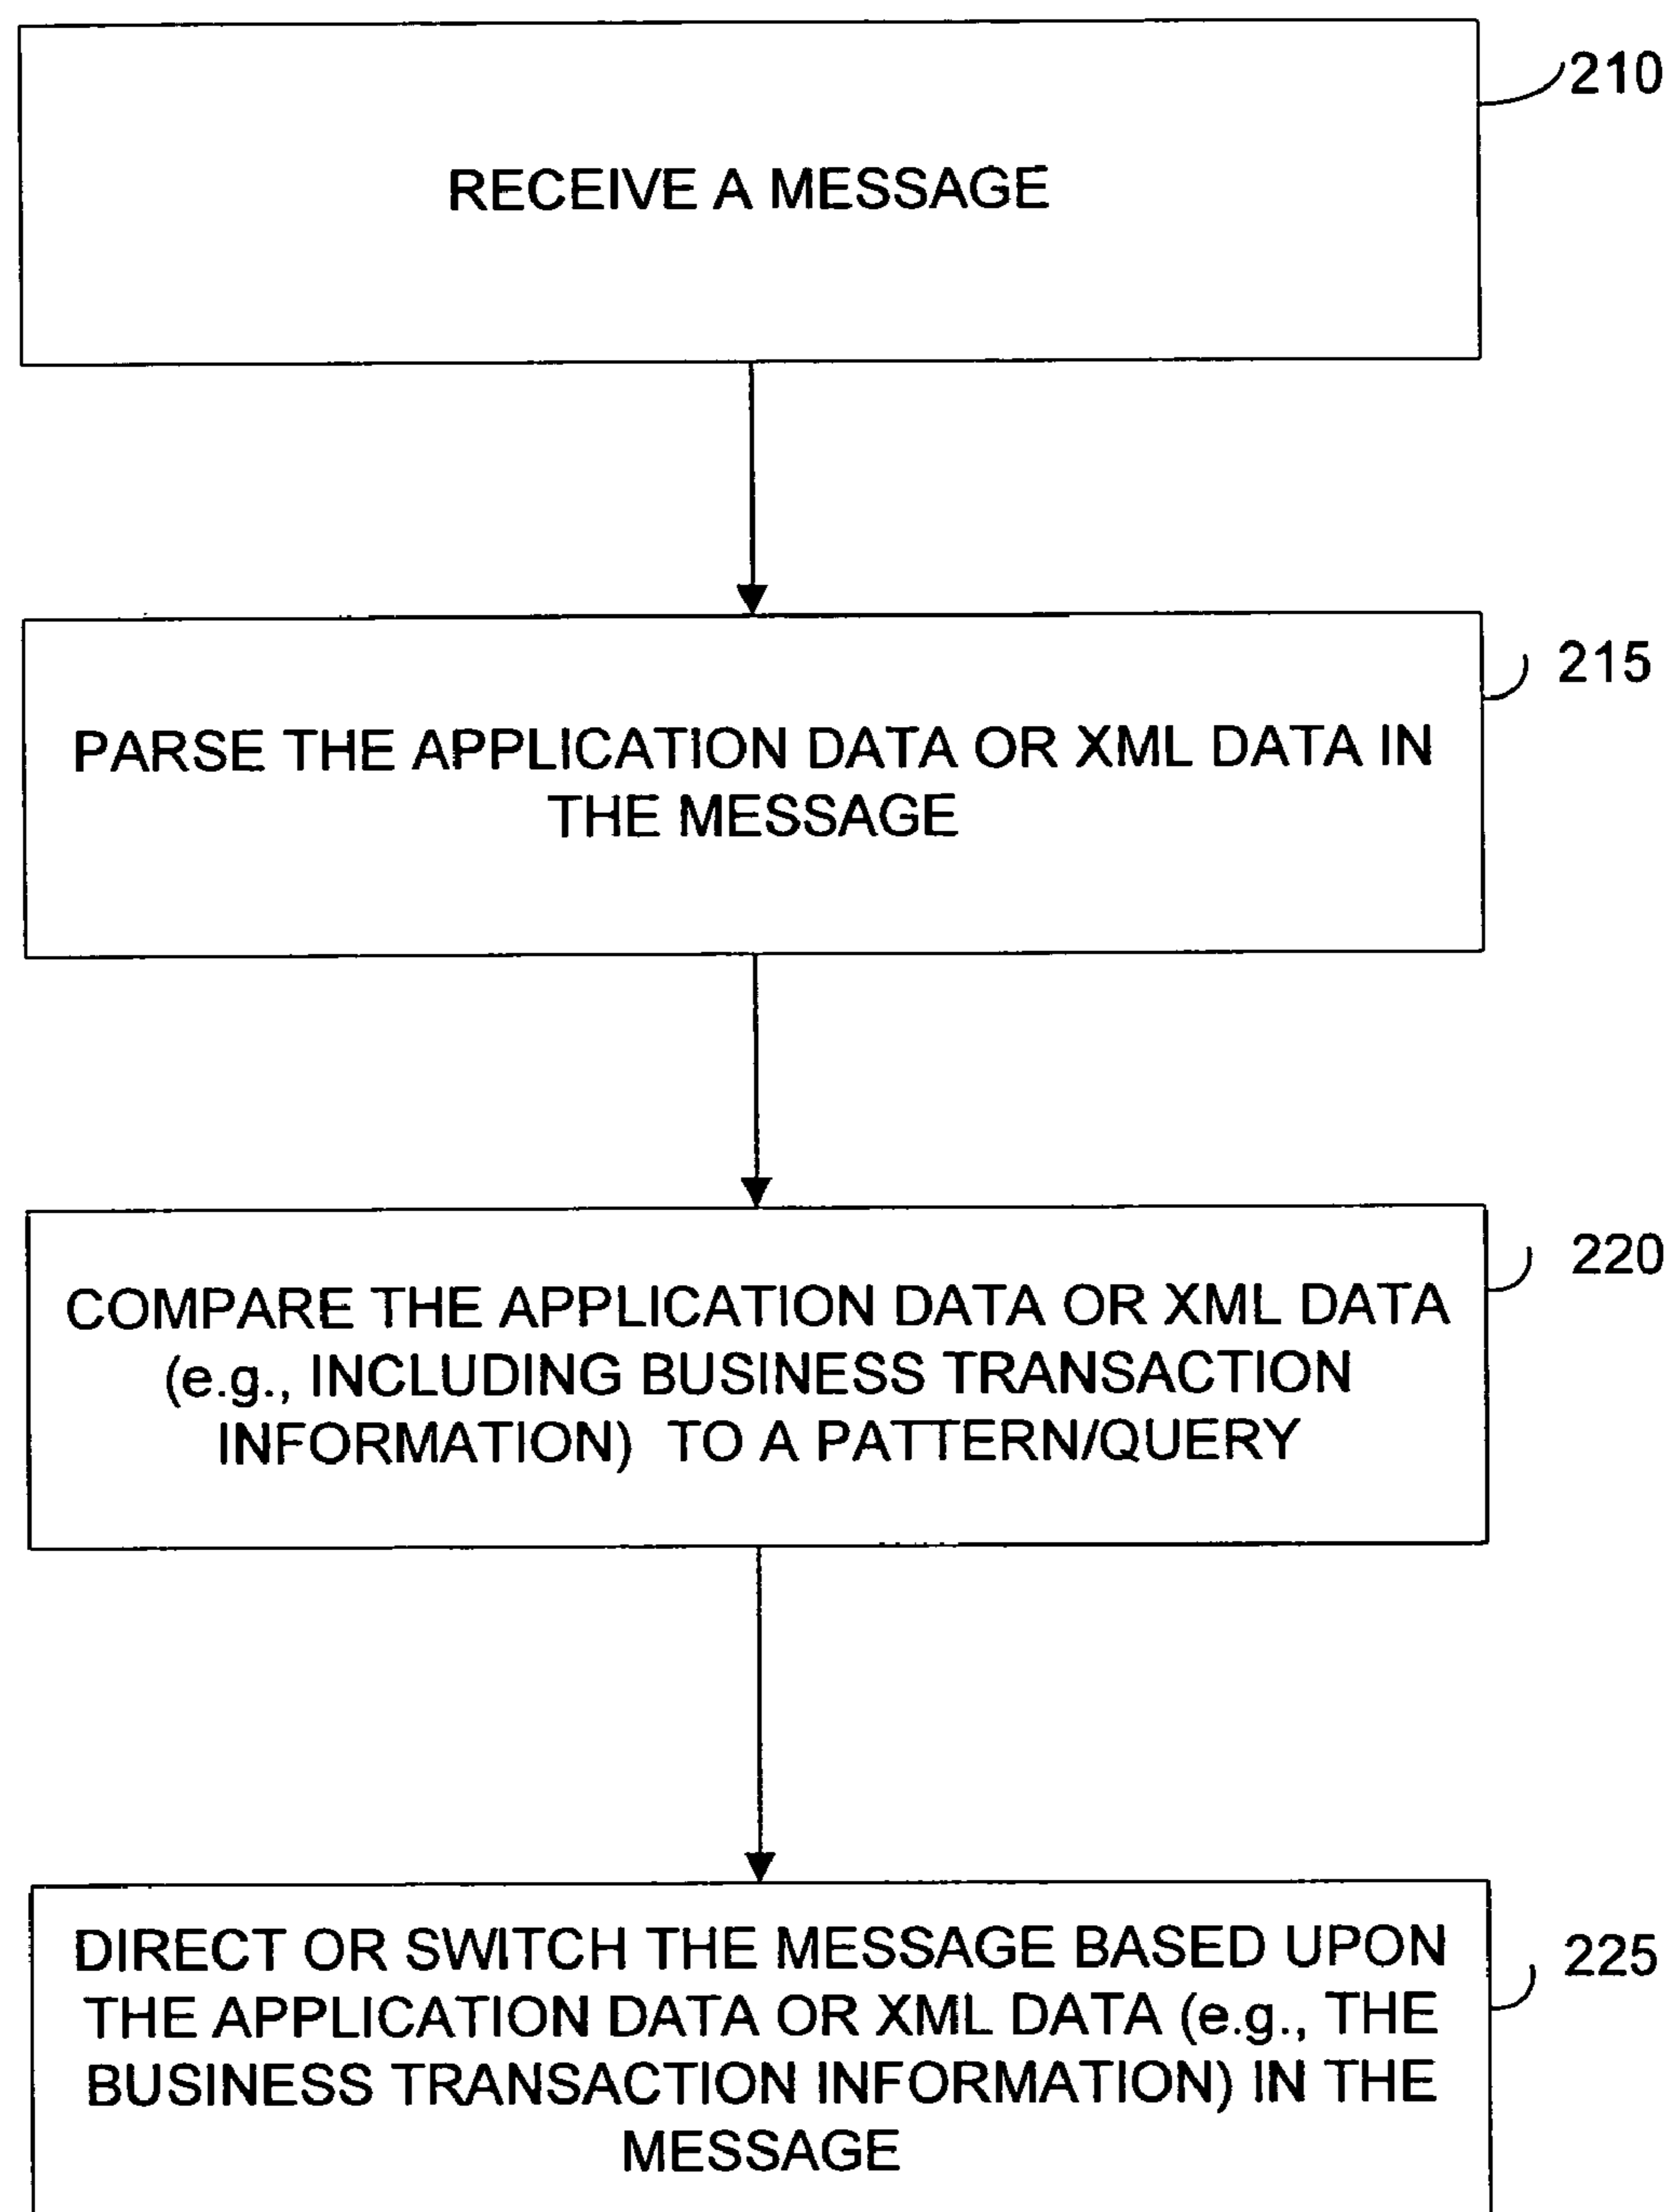 210
RECEIVE A MESSAGE
215
PARSE THE APPLICATION DATA OR XML DATA IN
THE MESSAGE
220
COMPARE THE APPLICATION DATA OR XML DATA
(e.g., INCLUDING BUSINESS TRANSACTION
INFORMATION) TO A PATTERN/QUERY
225
DIRECT OR SWITCH THE MESSAGE BASED UPON
THE APPLICATION DATA OR XML DATA (e.g., THE
BUSINESS TRANSACTION INFORMATION) IN THE
MESSAGE